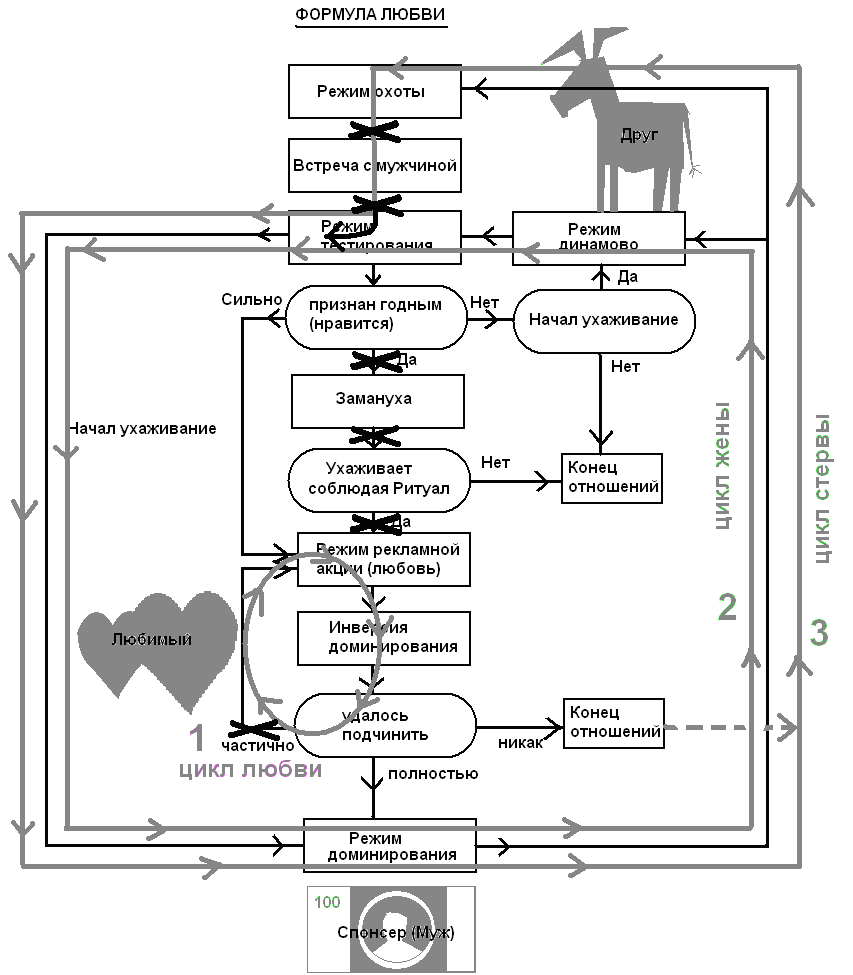 ФОРМУЛА ЛЮБВИ
Режим охоты
Друг
Встреча с мужчиной
Режим
тестирования
Режим
динамово
Сильно
признан годным
(нравится)
Нет
Да
Начал ухаживание
Да
Нет
Замануха
Начал ухаживание
Ухаживает
соблюдая Ритуал
Нет
Конец
отношений
цикл жены
цикл стервы
Да
Режим рекламной
акции (любовь)
2
3
Любимый
Инверсия
доминирования
удалось
подчинить
Конец
отношений
1
частично
никак
цикл любви
полностью
Режим
доминирования
100
Спонсер (Муж)